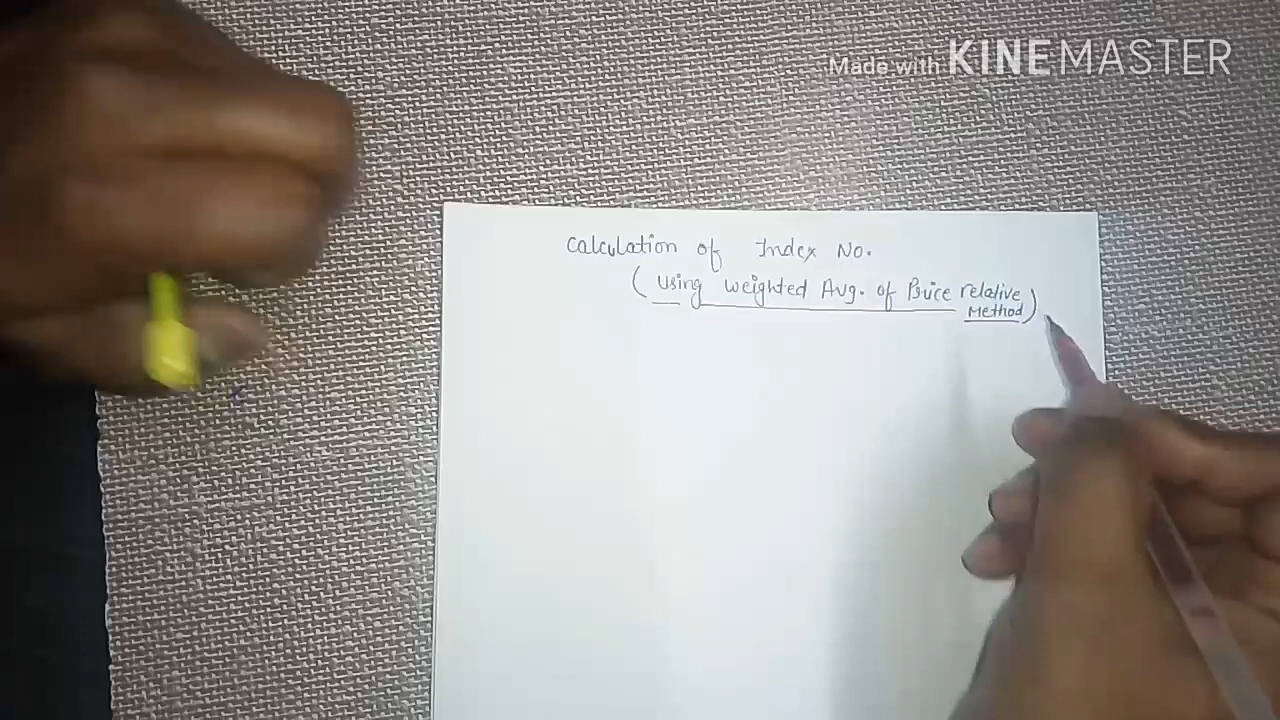 Made with KINEMASTER
Calculation of Index No.
(Using weighted Avg. of Price relative
Method)